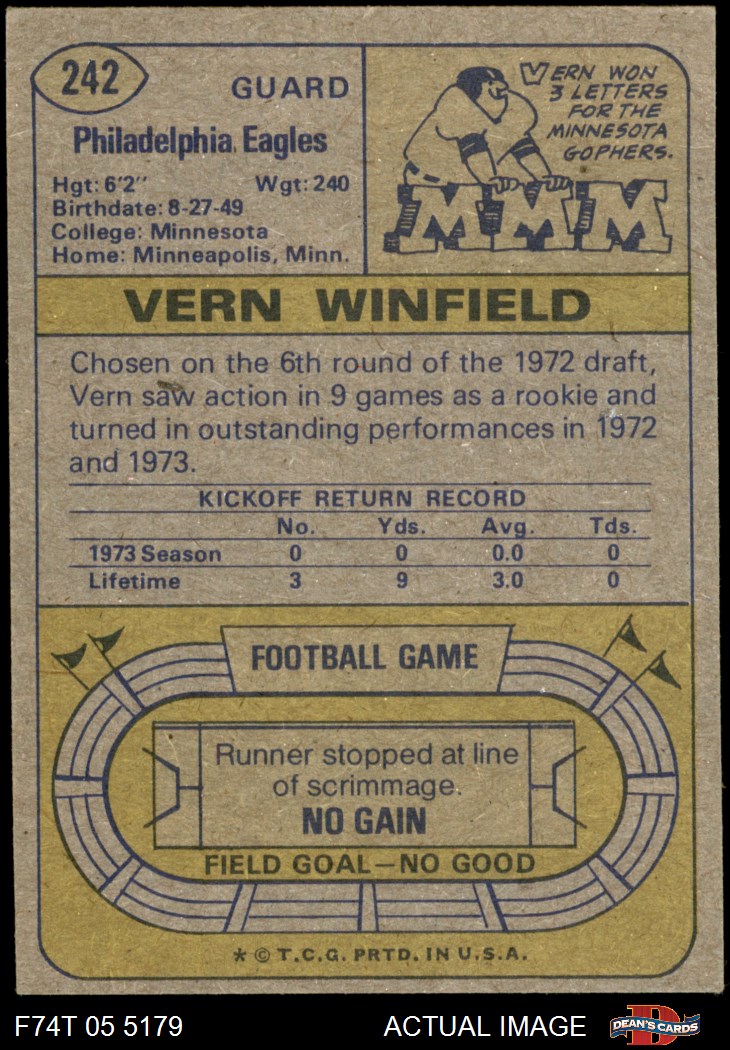 242
GUARD
Philadelphia Eagles
Hgt: 6'2" Wgt: 240
Birthdate: 8-27-49
College: Minnesota
Home: Minneapolis, Minn.
VERN WON
3 LETTERS
FOR THE
MINNESOTA
GOPHERS.
MMM
VERN WINFIELD
Chosen on the 6th round of the 1972 draft,
Vern saw action in 9 games as a rookie and
turned in outstanding performances in 1972
and 1973.
KICKOFF RETURN RECORD
No. Yds. Avg. Tds.
1973 Season 0 0 0.0 0
Lifetime 3 9 3.0 0
FOOTBALL GAME
Runner stopped at line
of scrimmage.
NO GAIN
FIELD GOAL—NO GOOD
* © T.C.G. PRTD. IN U.S.A.
F74T 05 5179 ACTUAL IMAGE
D
DEAN'S CARDS